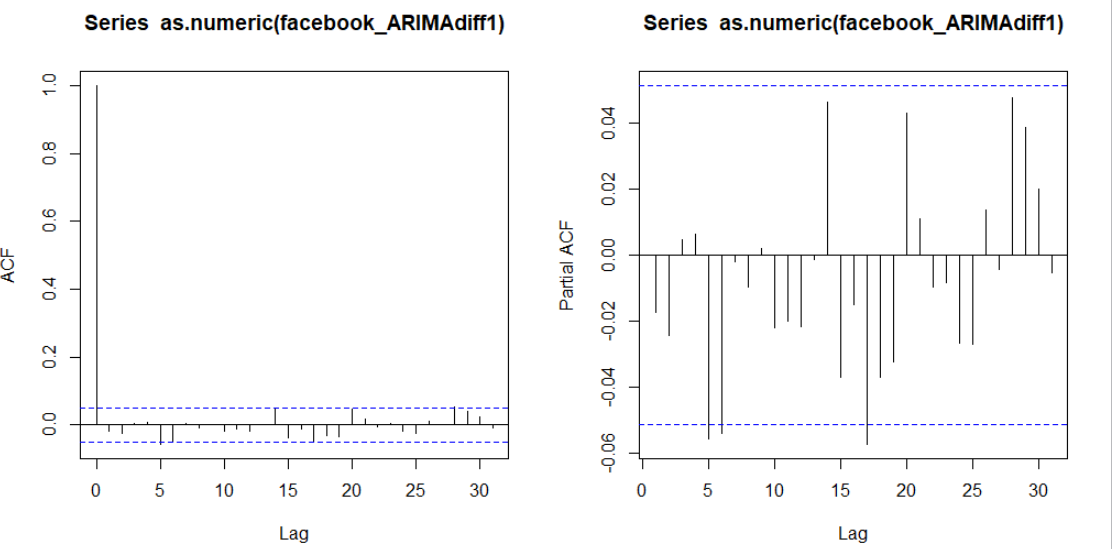 Series as.numeric(facebook_ARIMAdiff1)
ACF
1.0
0.8
0.6
0.4
0.2
0.0
0 5 10 15 20 25 30
Lag
Series as.numeric(facebook_ARIMAdiff1)
Partial ACF
0.04
0.02
0.00
-0.02
-0.04
-0.06
0 5 10 15 20 25 30
Lag